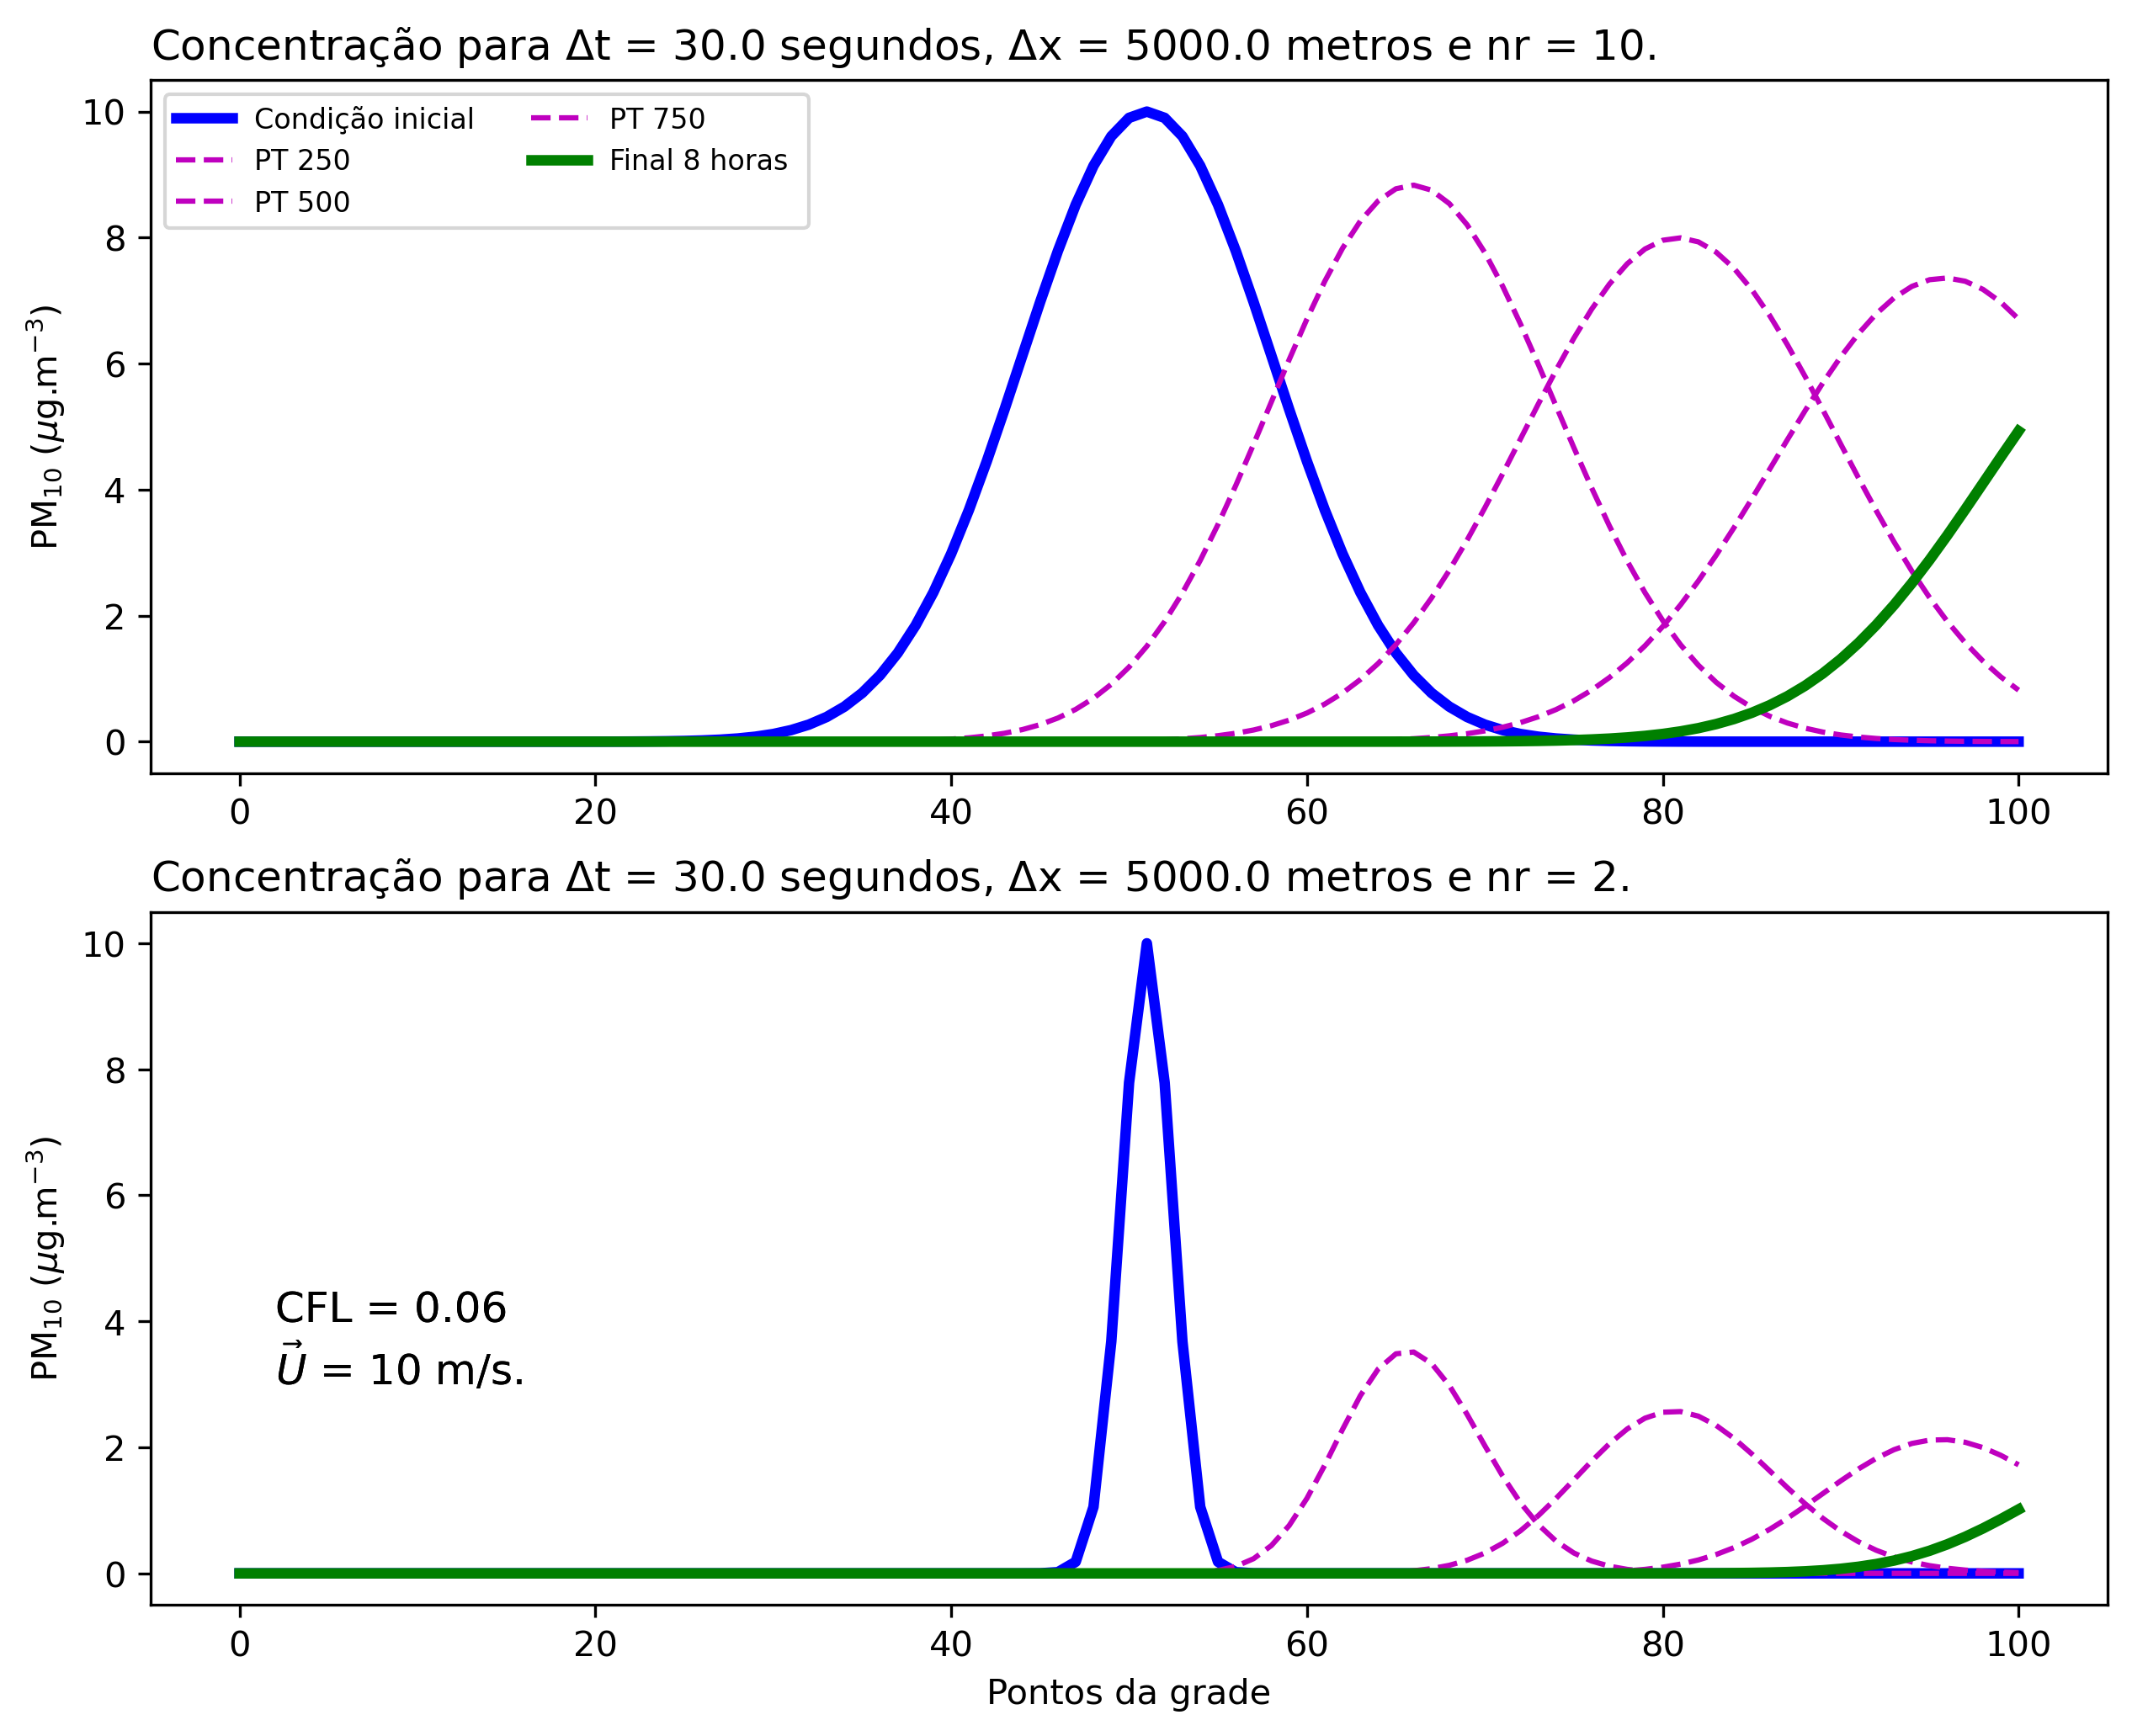 Concentração para Δt = 30.0 segundos, Δx = 5000.0 metros e nr = 10.
Condição inicial
PT 250
PT 500
PT 750
Final 8 horas
PM₁₀ (μg.m⁻³)
10
8
6
4
2
0
0 20 40 60 80 100
Concentração para Δt = 30.0 segundos, Δx = 5000.0 metros e nr = 2.
PM₁₀ (μg.m⁻³)
10
8
6
4
2
0
CFL = 0.06
U⃗ = 10 m/s.
0 20 40 60 80 100
Pontos da grade